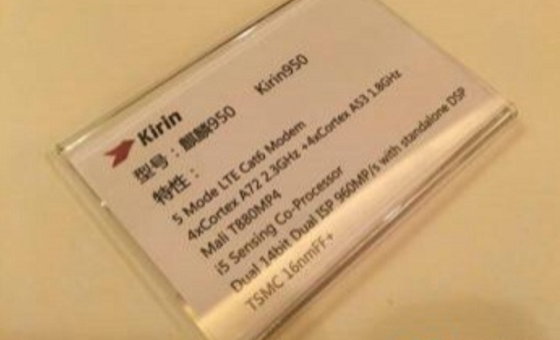 Kirin
型号：麒麟950 Kirin950
特性：
5 Mode LTE Cat6 Modem
4xCortex A72 2.3GHz +4xCortex A53 1.8GHz
Mali T880MP4
i5 Sensing Co-Processor
Dual 14bit Dual ISP 960MP/s with standalone DSP
TSMC 16nmFF+